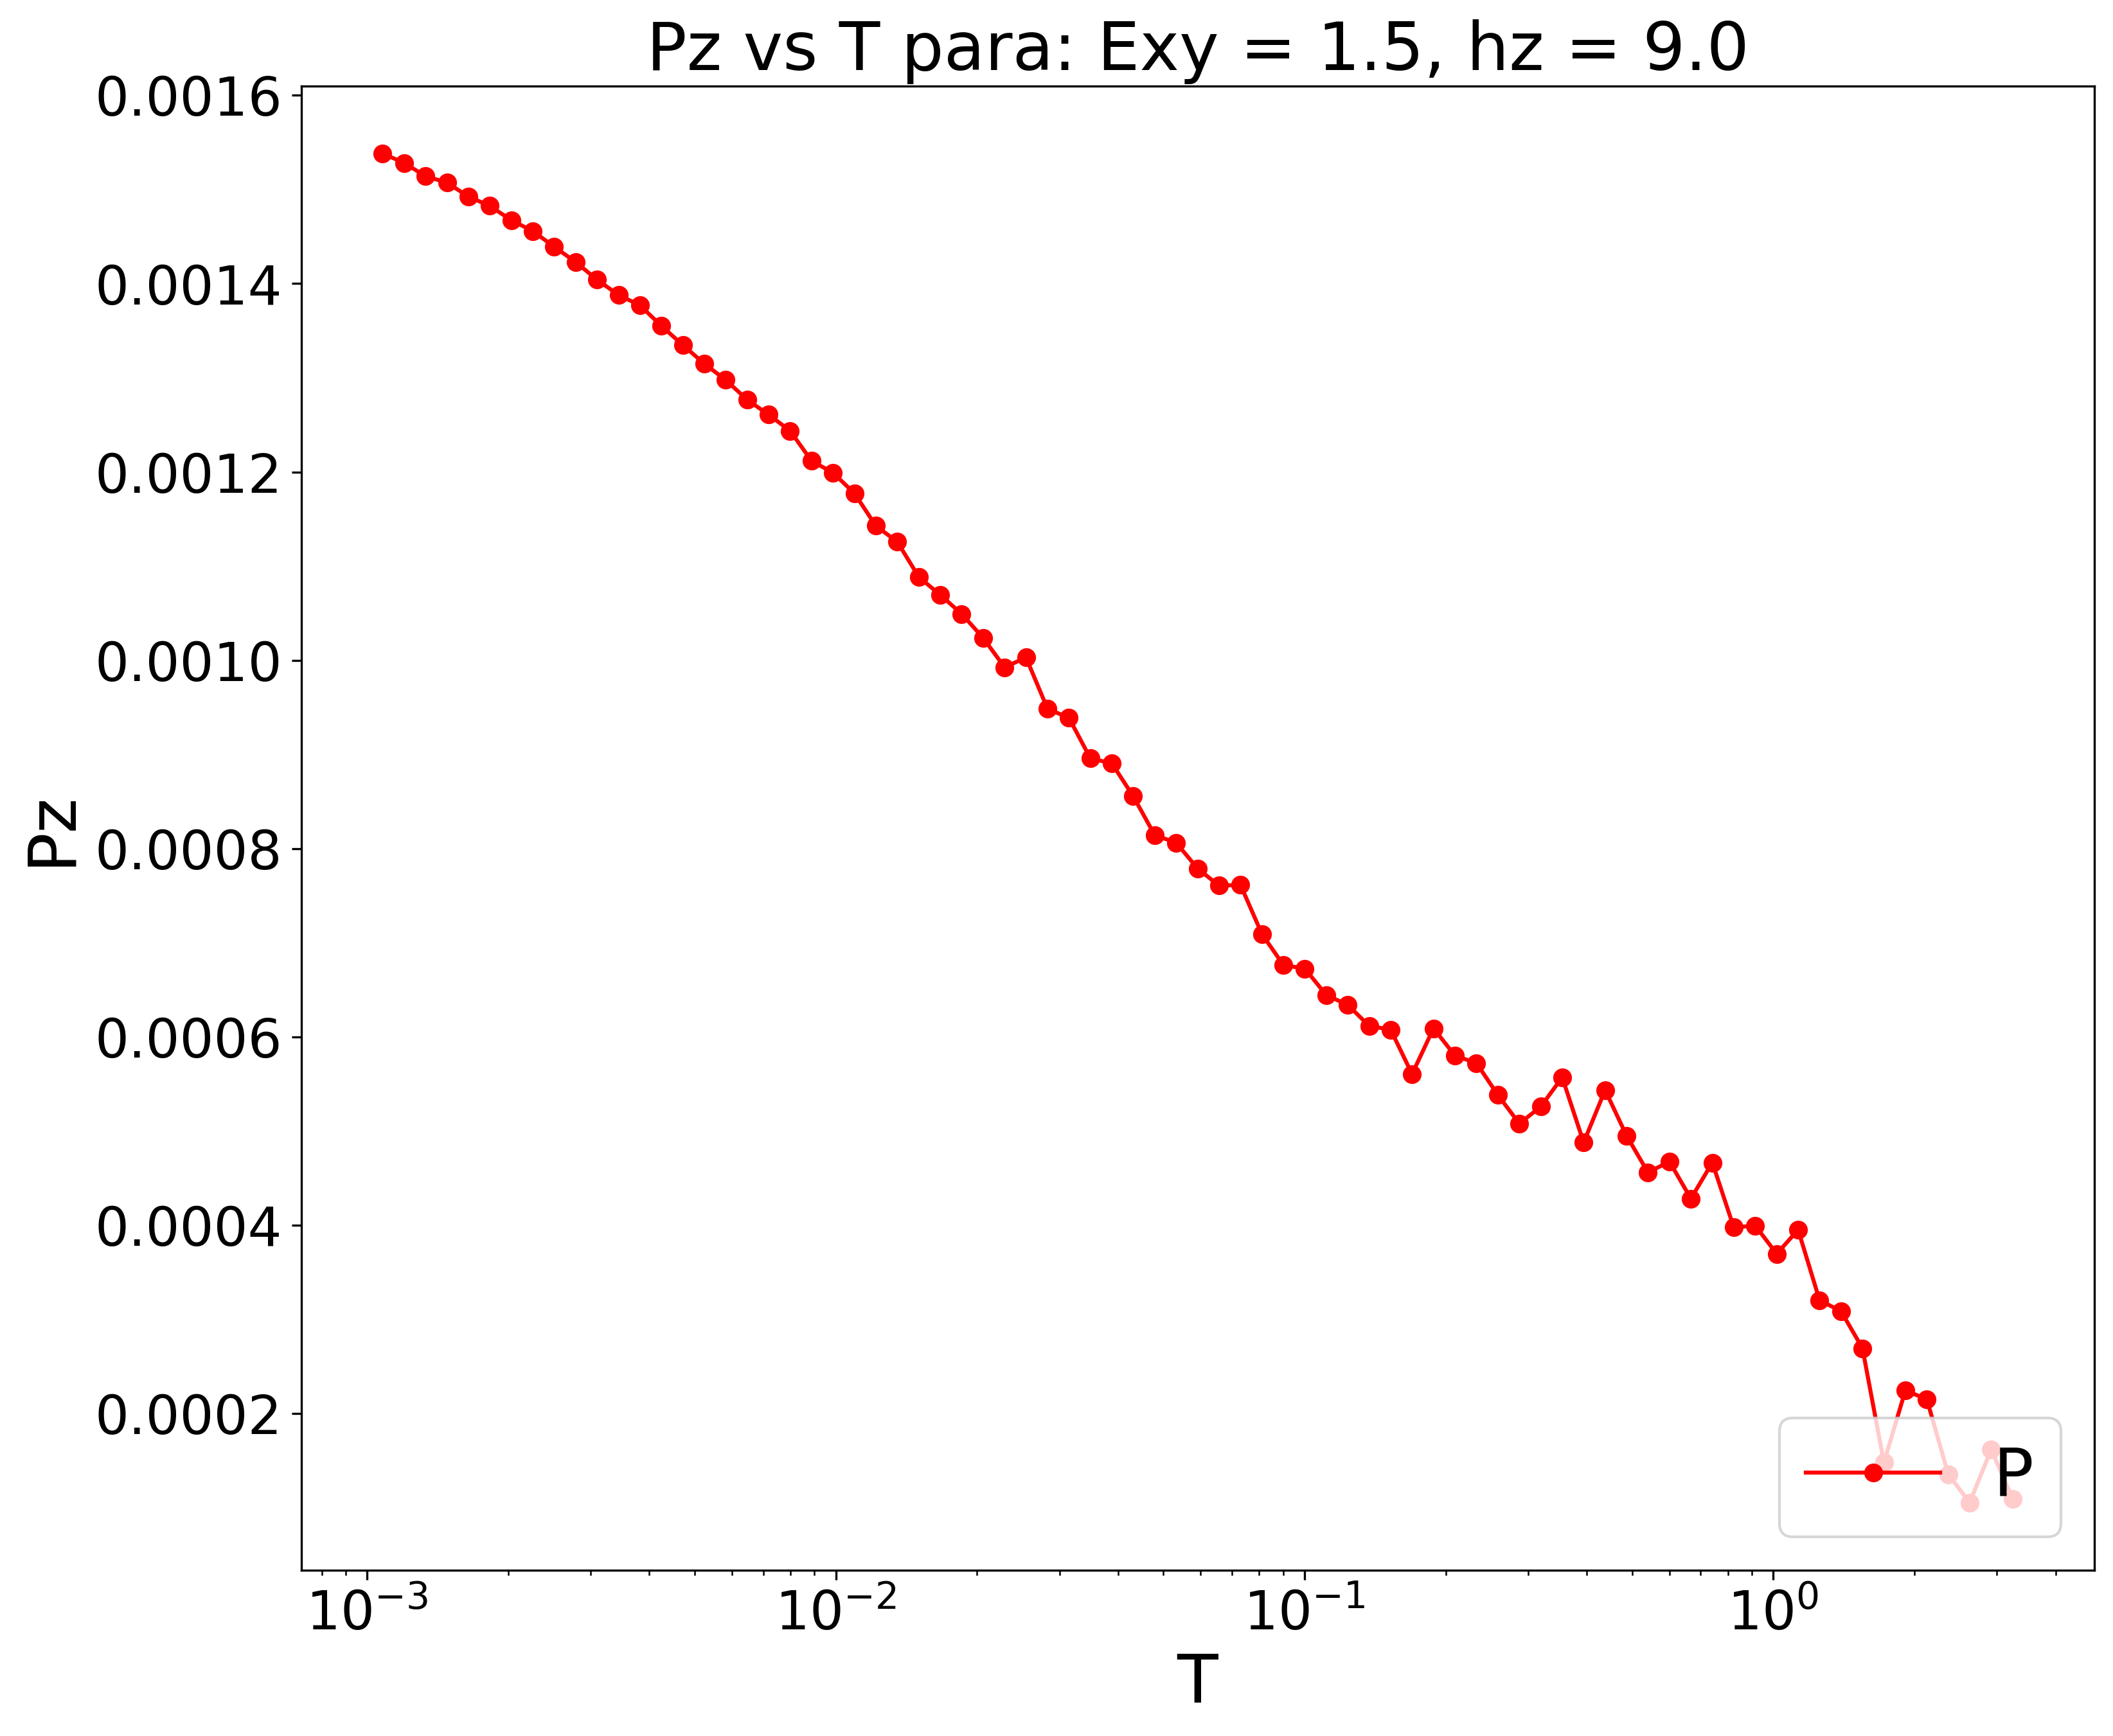 Pz vs T para: Exy = 1.5, hz = 9.0
0.0016
0.0014
0.0012
0.0010
0.0008
0.0006
0.0004
0.0002
Pz
P
10⁻³ 10⁻² 10⁻¹ 10⁰
T